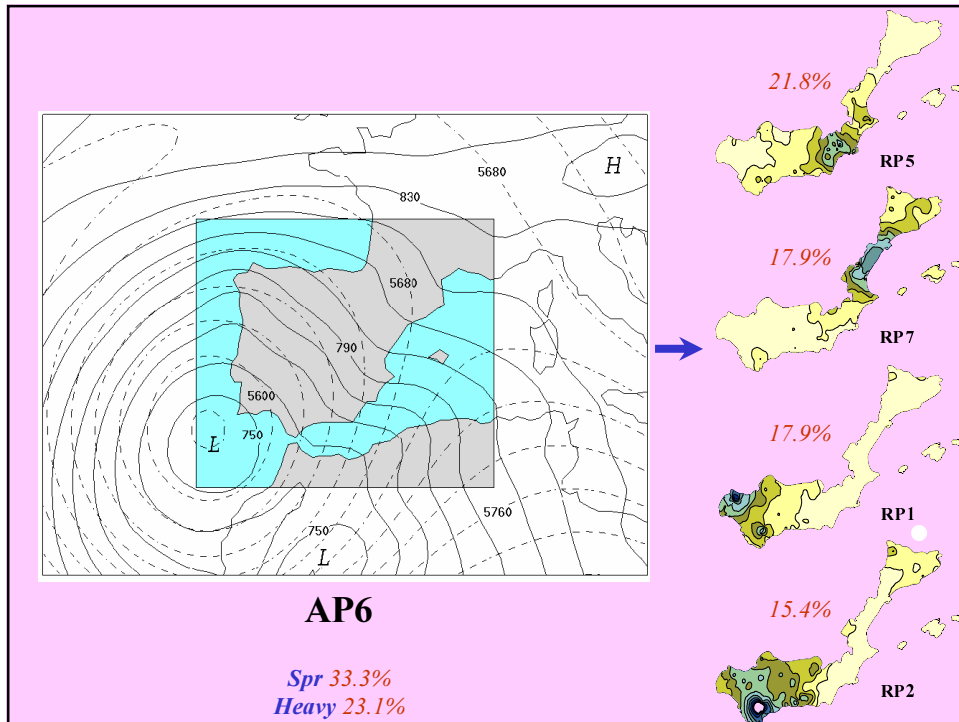 21.8%
RP5
5680
830
H
17.9%
5680
790
RP7
5600
L
750
17.9%
5760
RP1
750
L
AP6
15.4%
RP2
Spr 33.3%
Heavy 23.1%